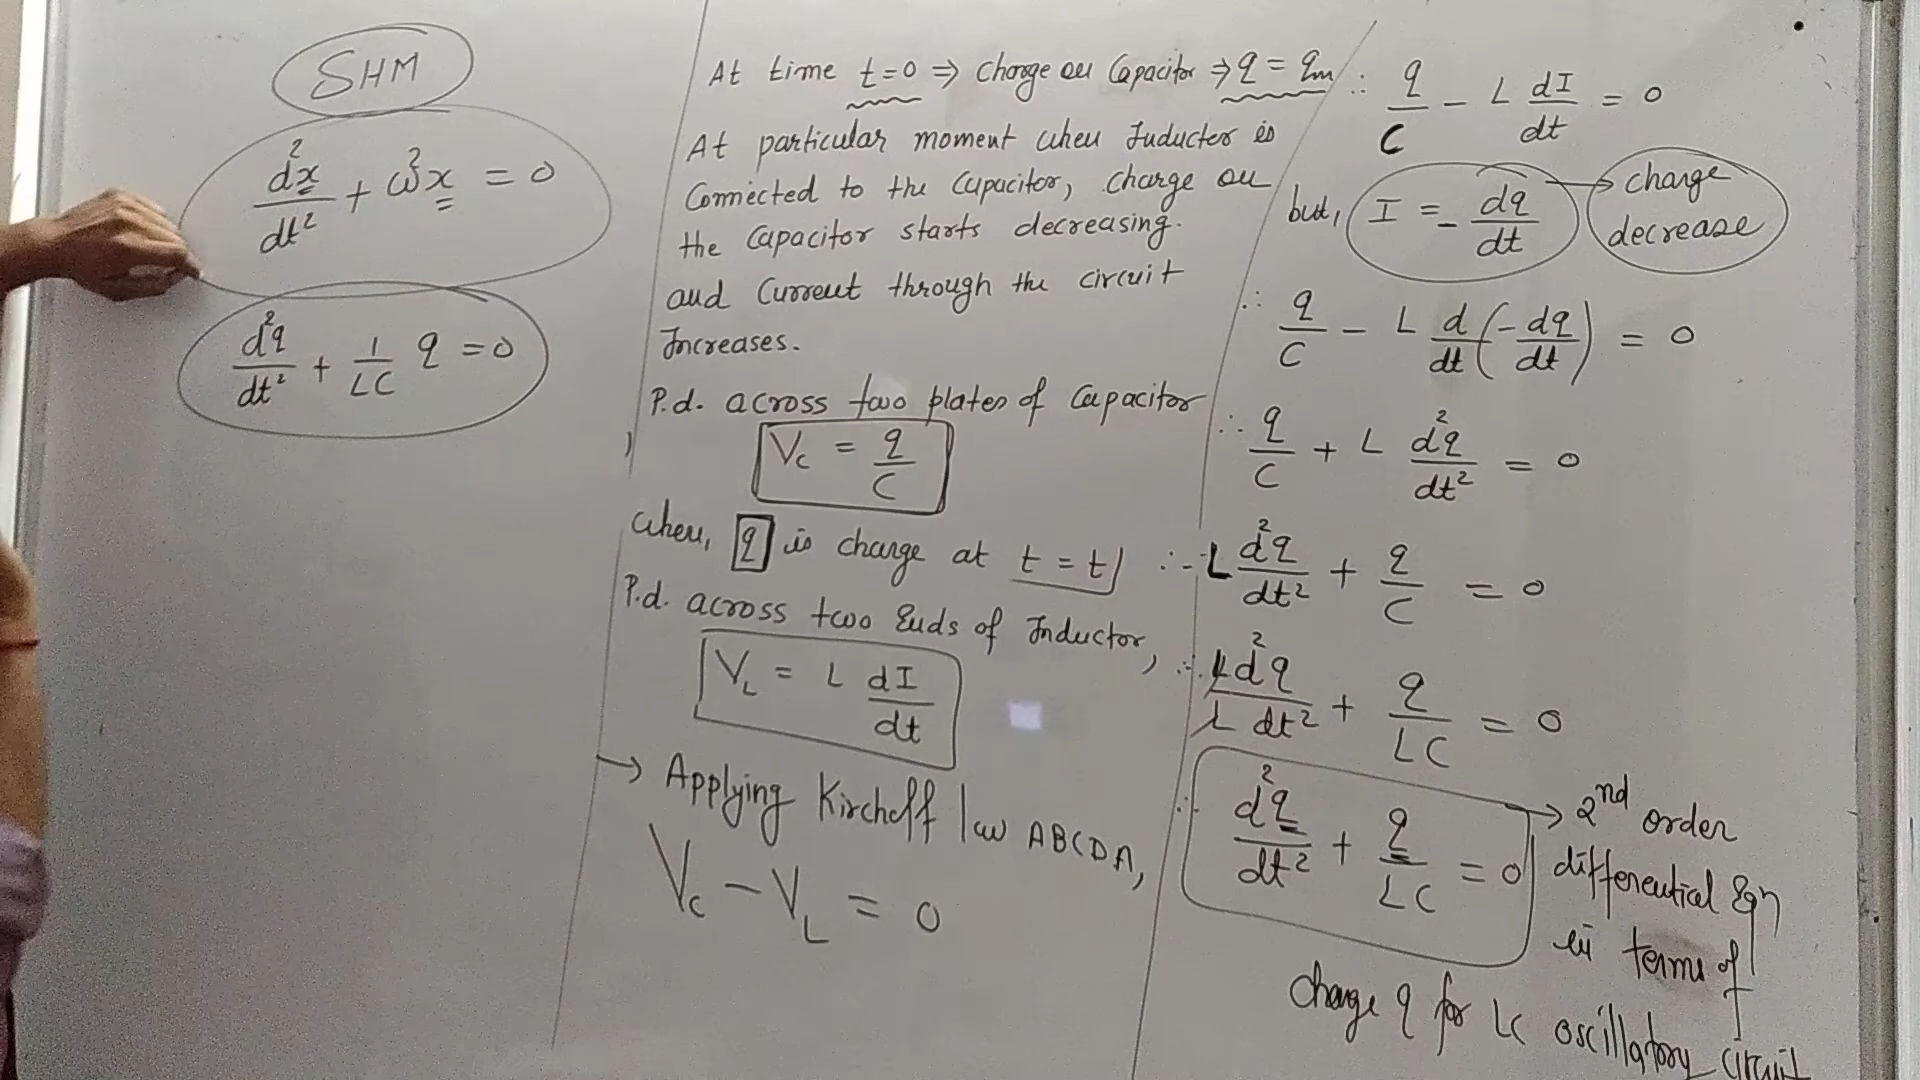 SHM
d²x/dt² + ω²x = 0
d²q/dt² + 1/LC q = 0
At time t=0 ⇒ Charge on Capacitor ⇒ q = qm
At particular moment when Inductor is
Connected to the Capacitor, charge on
the Capacitor starts decreasing.
and Current through the circuit
Increases.
P.d. across two plates of Capacitor
Vc = q/C
when, q is charge at t = t
P.d. across two Ends of Inductor,
V_L = L dI/dt
→ Applying Kirchoff law ABCDA,
Vc - V_L = 0
∴ q/C - L dI/dt = 0
but, I = - dq/dt → charge
decrease
∴ q/C - L d/dt (- dq/dt) = 0
∴ q/C + L d²q/dt² = 0
∴ L d²q/dt² + q/C = 0
∴ L d²q/L dt² + q/LC = 0
∴ d²q/dt² + q/LC = 0 → 2nd order
differential Eqn
in terms of
Charge q for LC oscillatory circuit